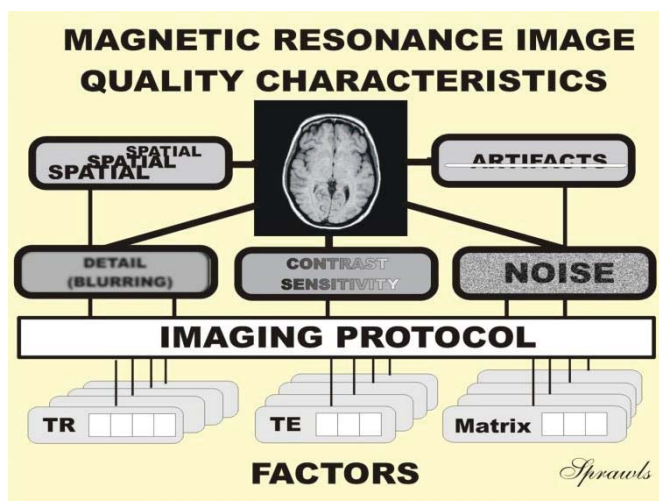 MAGNETIC RESONANCE IMAGE
QUALITY CHARACTERISTICS
SPATIAL
SPATIAL
SPATIAL
ARTIFACTS
DETAIL
(BLURRING)
CONTRAST
SENSITIVITY
NOISE
IMAGING PROTOCOL
TR
TE
Matrix
FACTORS
Sprawls